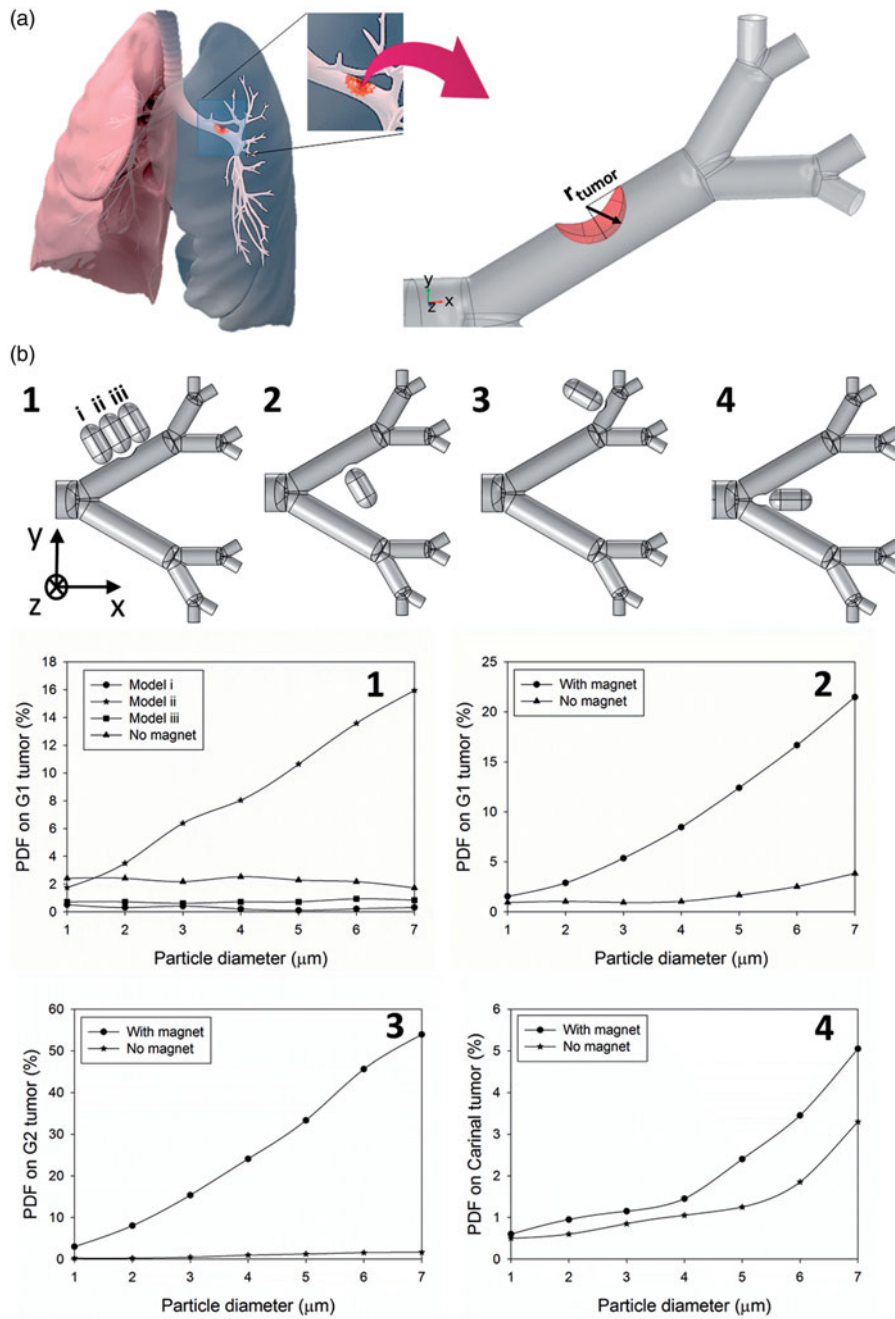 (a)
r tumor
y
z x
(b)
1
i ii iii
2
3
4
y
z x
18
16
14
12
10
8
6
4
2
0
1 2 3 4 5 6 7
PDF on G1 tumor (%)
Particle diameter (μm)
Model i
Model ii
Model iii
No magnet
1
25
20
15
10
5
0
1 2 3 4 5 6 7
PDF on G1 tumor (%)
Particle diameter (μm)
With magnet
No magnet
2
60
50
40
30
20
10
0
1 2 3 4 5 6 7
PDF on G2 tumor (%)
Particle diameter (μm)
With magnet
No magnet
3
6
5
4
3
2
1
0
1 2 3 4 5 6 7
PDF on Carinal tumor (%)
Particle diameter (μm)
With magnet
No magnet
4